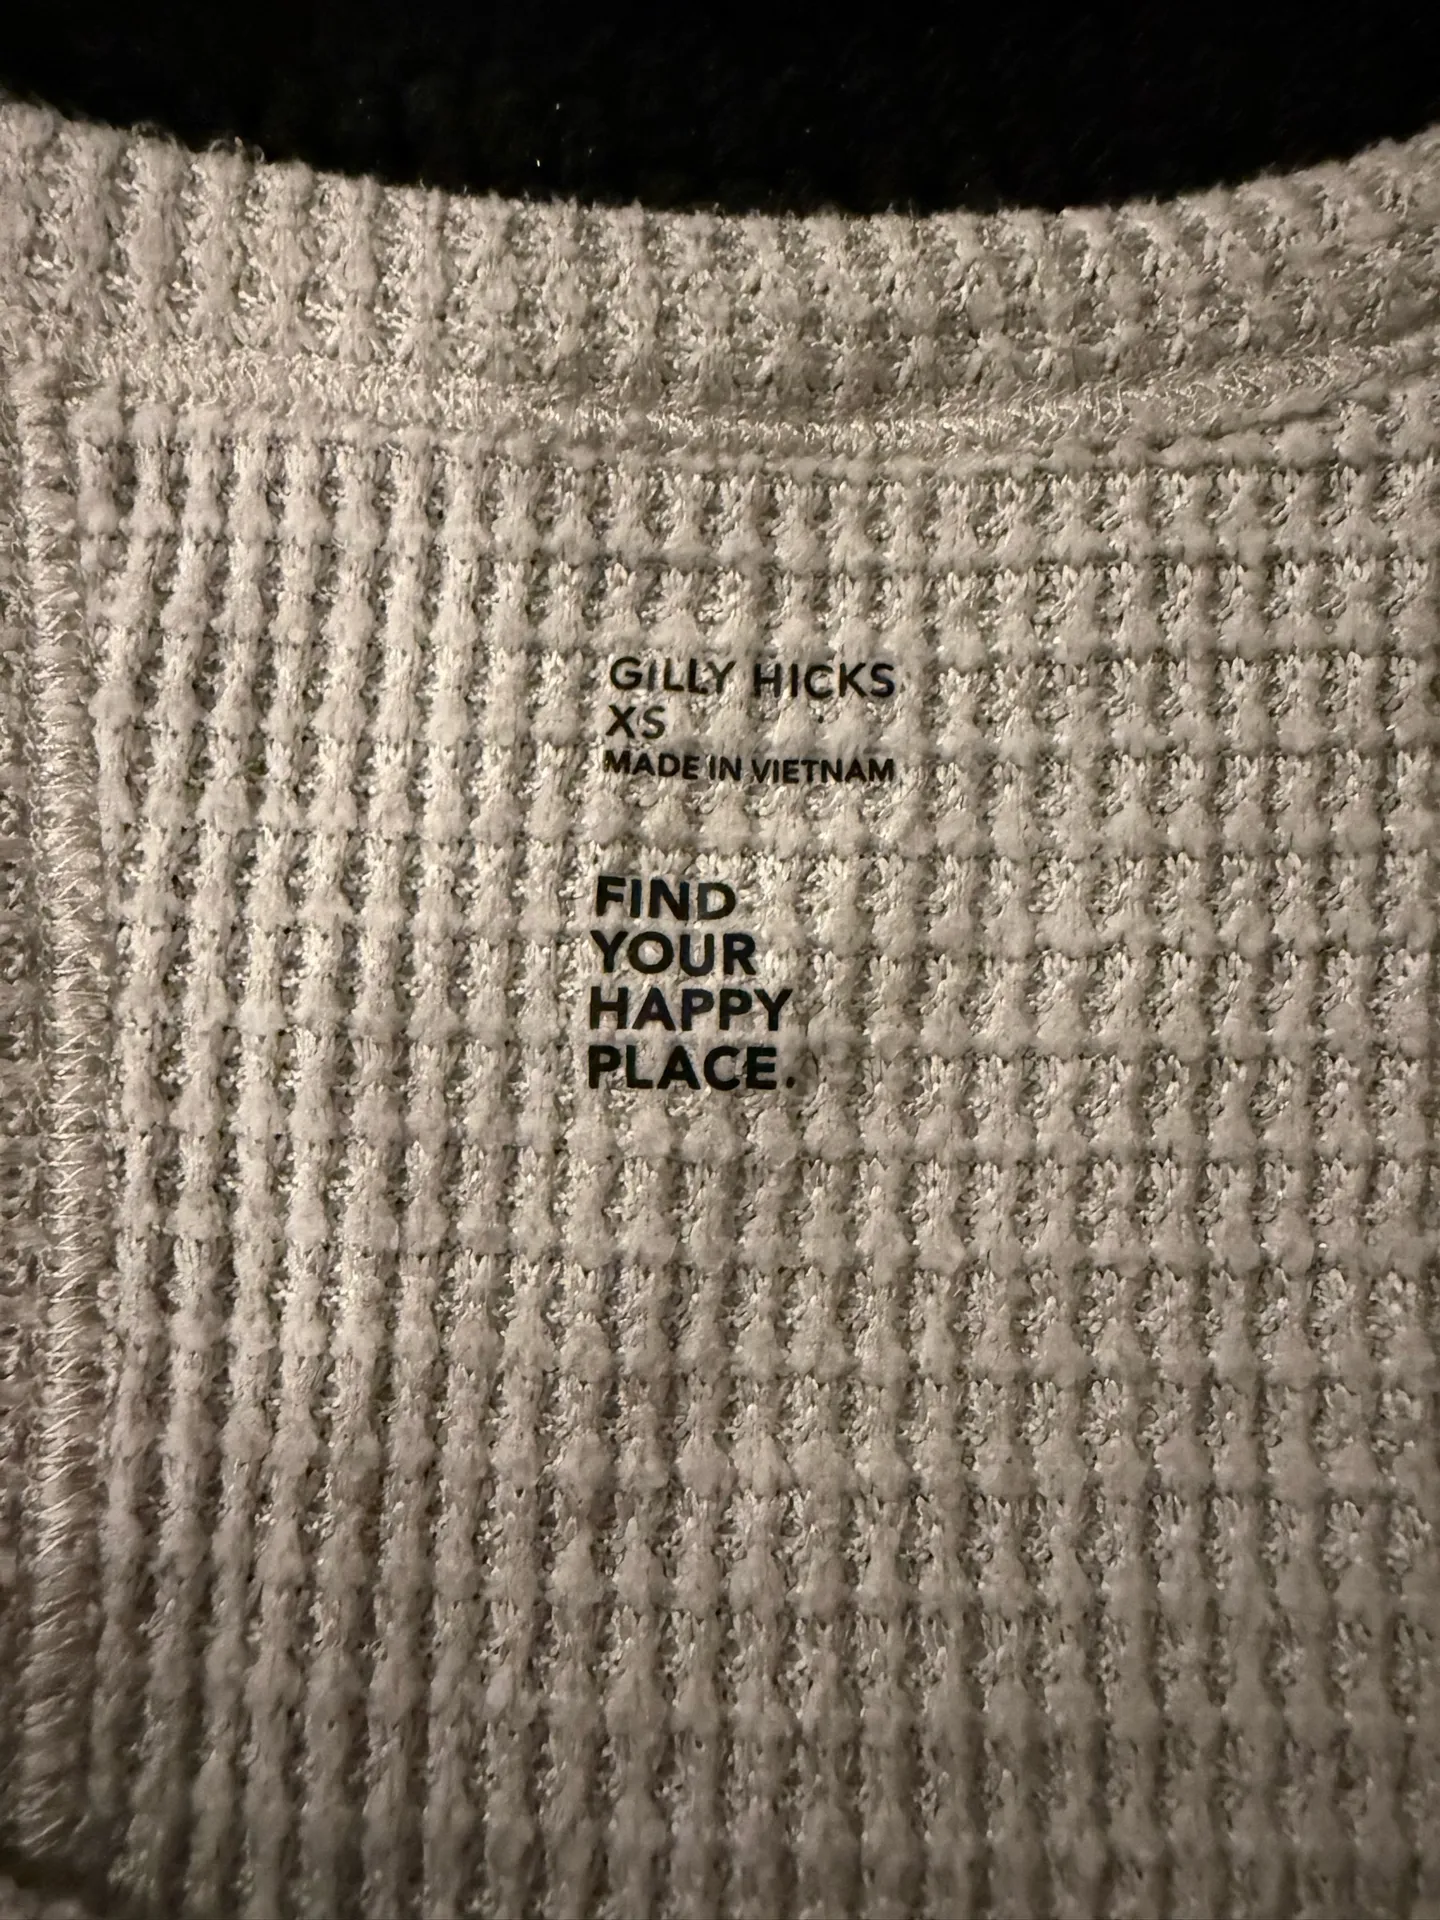 GILLY HICKS
XS
MADE IN VIETNAM
FIND
YOUR
HAPPY
PLACE.